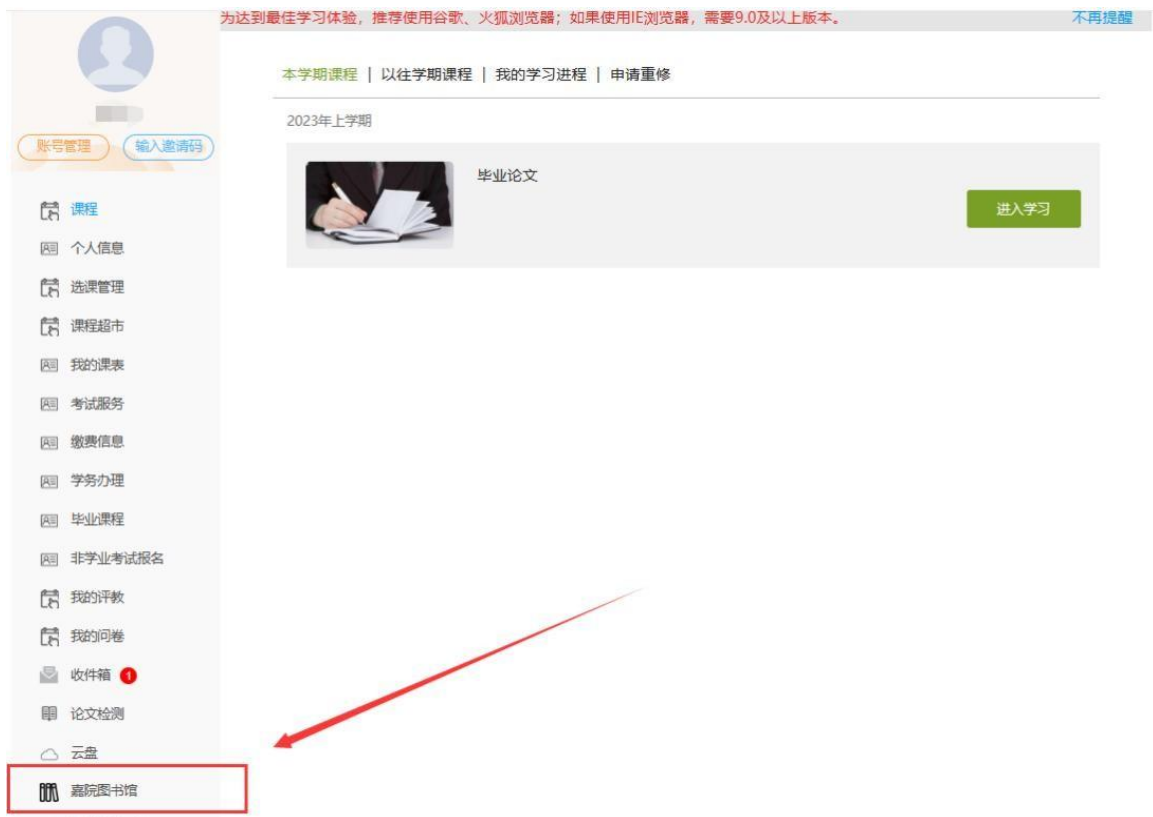 为达到最佳学习体验，推荐使用谷歌、火狐浏览器；如果使用IE浏览器，需要9.0及以上版本。 不再提醒
本学期课程 | 以往学期课程 | 我的学习进程 | 申请重修
2023年上学期
毕业论文
进入学习
账号管理 输入邀请码
课程
个人信息
选课管理
课程超市
我的课表
考试服务
缴费信息
学务办理
毕业课程
非学业考试报名
我的评教
我的问卷
收件箱 1
论文检测
云盘
嘉院图书馆